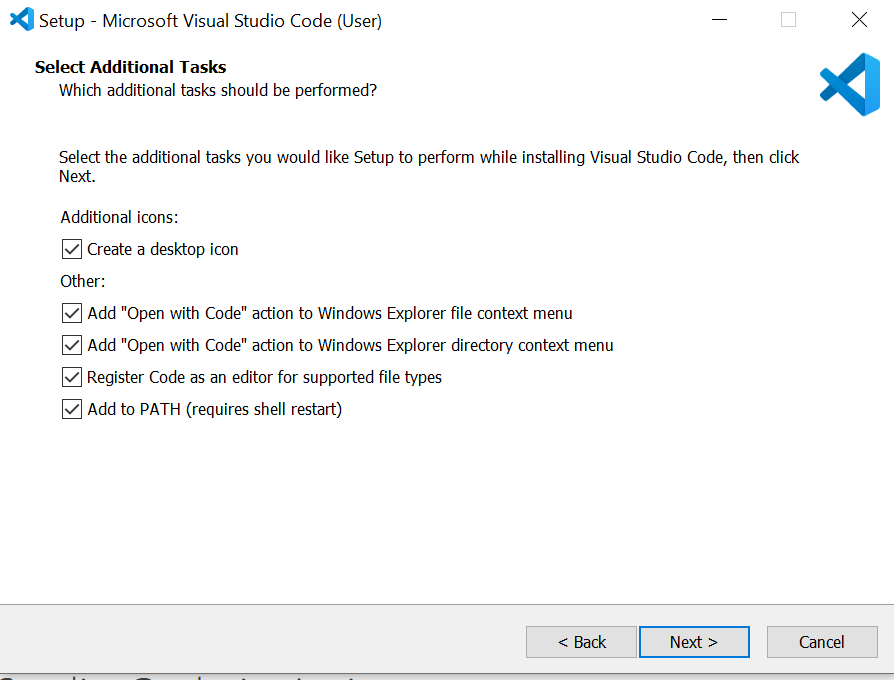 Setup - Microsoft Visual Studio Code (User)
Select Additional Tasks
Which additional tasks should be performed?
Select the additional tasks you would like Setup to perform while installing Visual Studio Code, then click
Next.
Additional icons:
Create a desktop icon
Other:
Add "Open with Code" action to Windows Explorer file context menu
Add "Open with Code" action to Windows Explorer directory context menu
Register Code as an editor for supported file types
Add to PATH (requires shell restart)
< Back
Next >
Cancel